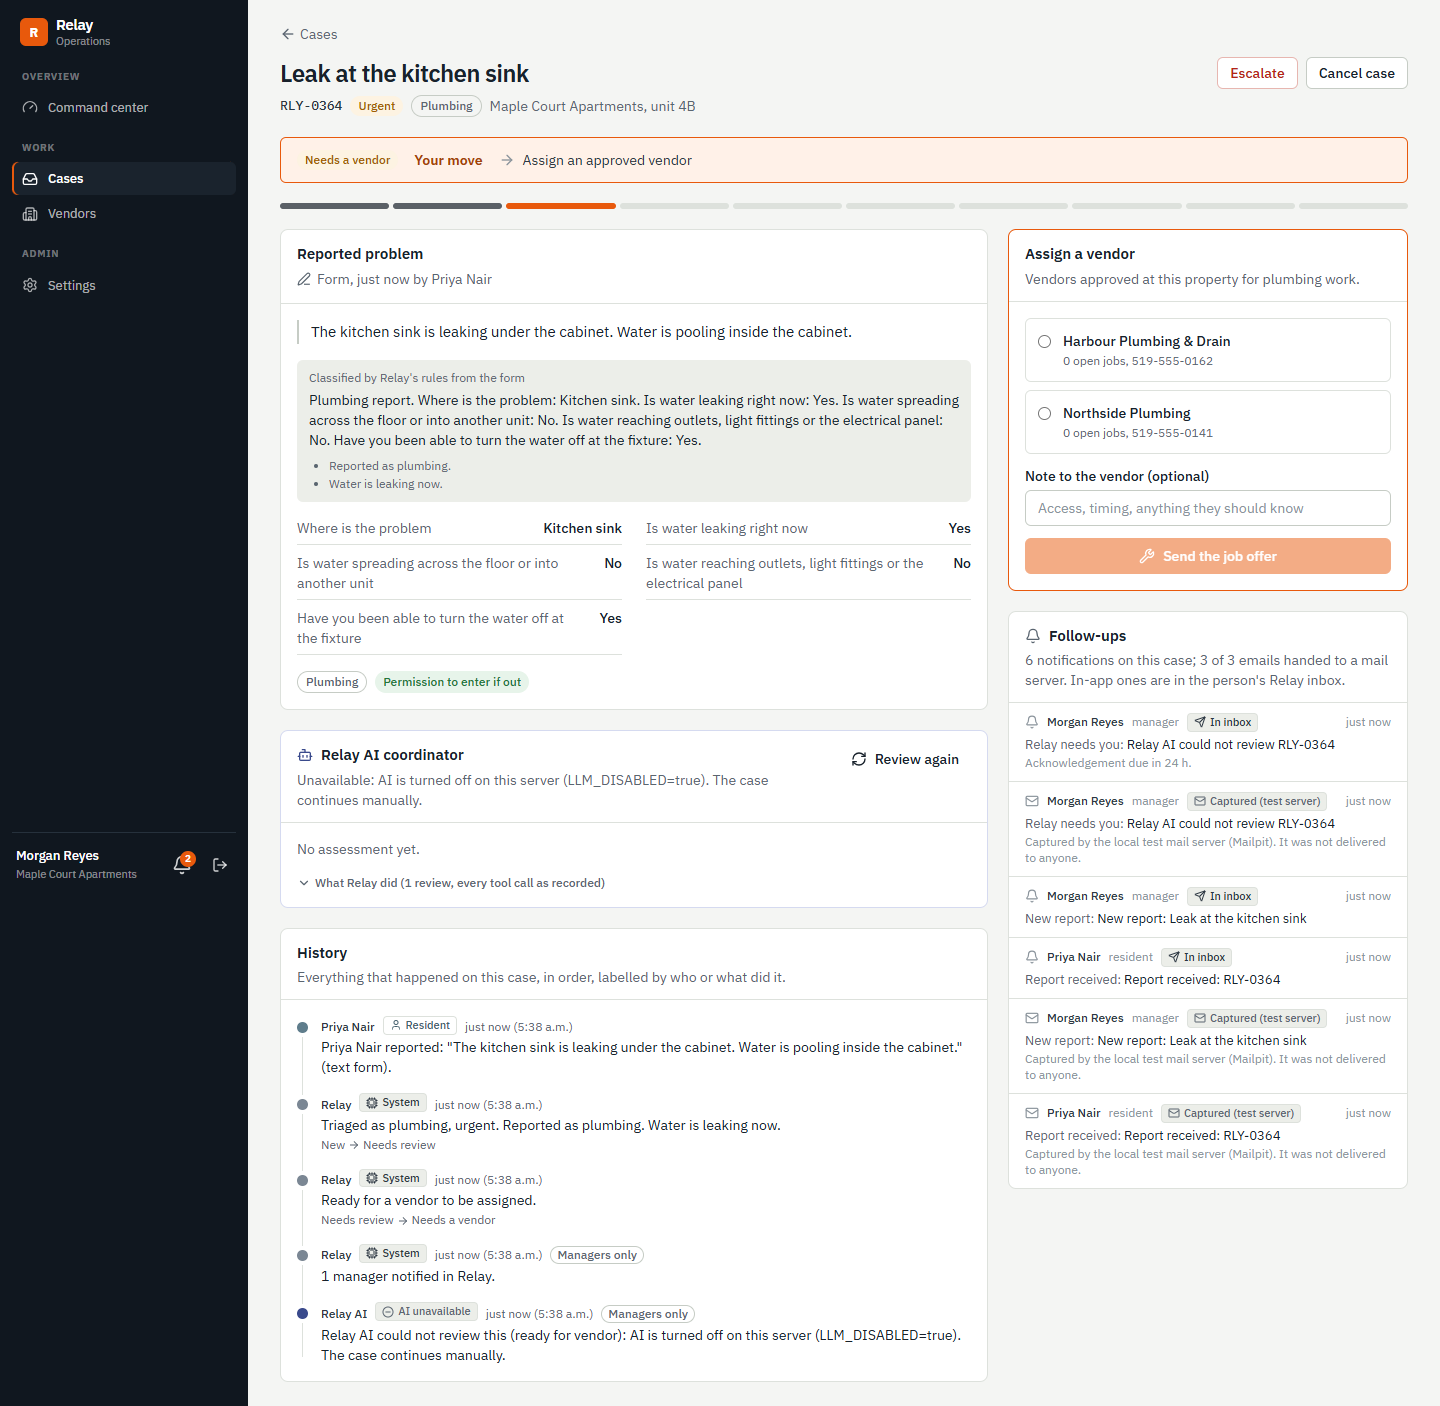 R
Relay
Operations
OVERVIEW
Command center
WORK
Cases
Vendors
ADMIN
Settings
Morgan Reyes
Maple Court Apartments
2
Cases
Leak at the kitchen sink
Escalate
Cancel case
RLY-0364 Urgent Plumbing Maple Court Apartments, unit 4B
Needs a vendor Your move Assign an approved vendor
Reported problem
Form, just now by Priya Nair
The kitchen sink is leaking under the cabinet. Water is pooling inside the cabinet.
Classified by Relay's rules from the form
Plumbing report. Where is the problem: Kitchen sink. Is water leaking right now: Yes. Is water spreading
across the floor or into another unit: No. Is water reaching outlets, light fittings or the electrical panel:
No. Have you been able to turn the water off at the fixture: Yes.
Reported as plumbing.
Water is leaking now.
Where is the problem Kitchen sink
Is water leaking right now Yes
Is water spreading across the floor or into No
another unit
Is water reaching outlets, light fittings or the No
electrical panel
Have you been able to turn the water off at Yes
the fixture
Plumbing Permission to enter if out
Relay AI coordinator
Review again
Unavailable: AI is turned off on this server (LLM_DISABLED=true). The case
continues manually.
No assessment yet.
What Relay did (1 review, every tool call as recorded)
History
Everything that happened on this case, in order, labelled by who or what did it.
Priya Nair Resident just now (5:38 a.m.)
Priya Nair reported: "The kitchen sink is leaking under the cabinet. Water is pooling inside the cabinet."
(text form).
Relay System just now (5:38 a.m.)
Triaged as plumbing, urgent. Reported as plumbing. Water is leaking now.
New → Needs review
Relay System just now (5:38 a.m.)
Ready for a vendor to be assigned.
Needs review → Needs a vendor
Relay System just now (5:38 a.m.) Managers only
1 manager notified in Relay.
Relay AI AI unavailable just now (5:38 a.m.) Managers only
Relay AI could not review this (ready for vendor): AI is turned off on this server (LLM_DISABLED=true).
The case continues manually.
Assign a vendor
Vendors approved at this property for plumbing work.
Harbour Plumbing & Drain
0 open jobs, 519-555-0162
Northside Plumbing
0 open jobs, 519-555-0141
Note to the vendor (optional)
Access, timing, anything they should know
Send the job offer
Follow-ups
6 notifications on this case; 3 of 3 emails handed to a mail
server. In-app ones are in the person's Relay inbox.
Morgan Reyes manager In inbox just now
Relay needs you: Relay AI could not review RLY-0364
Acknowledgement due in 24 h.
Morgan Reyes manager Captured (test server) just now
Relay needs you: Relay AI could not review RLY-0364
Captured by the local test mail server (Mailpit). It was not delivered
to anyone.
Morgan Reyes manager In inbox just now
New report: New report: Leak at the kitchen sink
Priya Nair resident In inbox just now
Report received: Report received: RLY-0364
Morgan Reyes manager Captured (test server) just now
New report: New report: Leak at the kitchen sink
Captured by the local test mail server (Mailpit). It was not delivered
to anyone.
Priya Nair resident Captured (test server) just now
Report received: Report received: RLY-0364
Captured by the local test mail server (Mailpit). It was not delivered
to anyone.